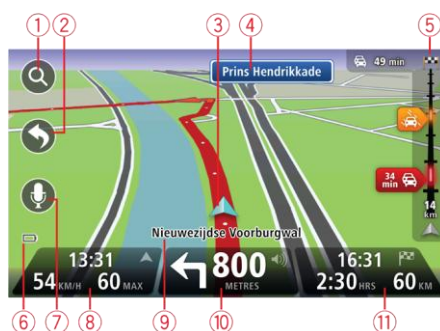 ① ② ③ ④ ⑤
Prins Hendrikkade
49 min
34 min
14 km
Nieuwezijdse Voorburgwal
13:31
54 KM/H 60 MAX
800
METRES
16:31
2:30 HRS 60 KM
⑥ ⑦ ⑧ ⑨ ⑩ ⑪